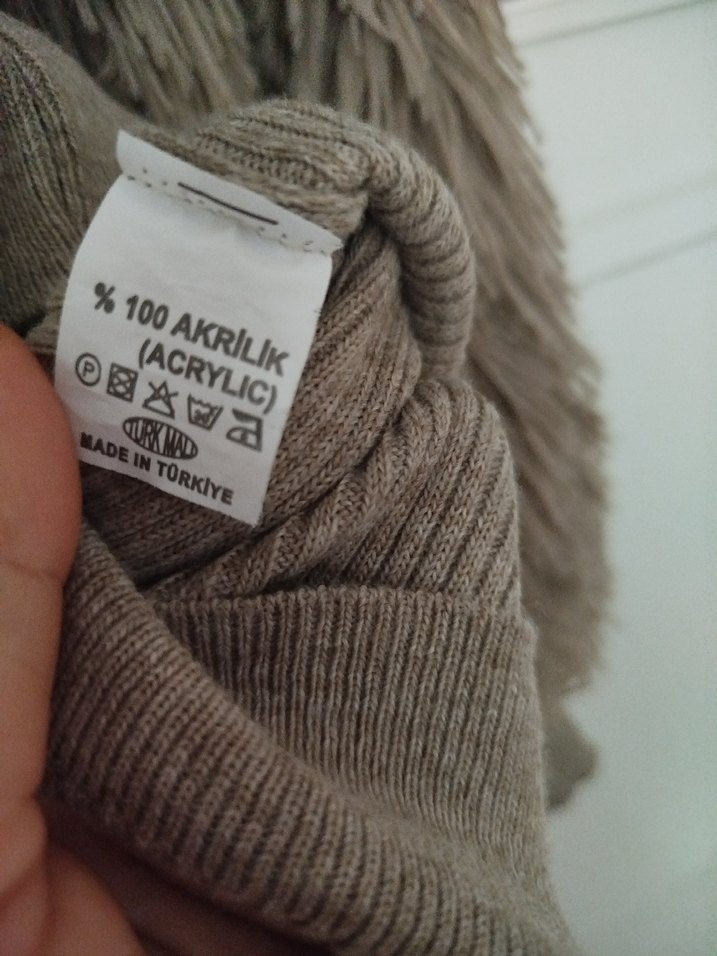 % 100 AKRİLİK
(ACRYLIC)
P
TÜRK MALI
MADE IN TÜRKİYE